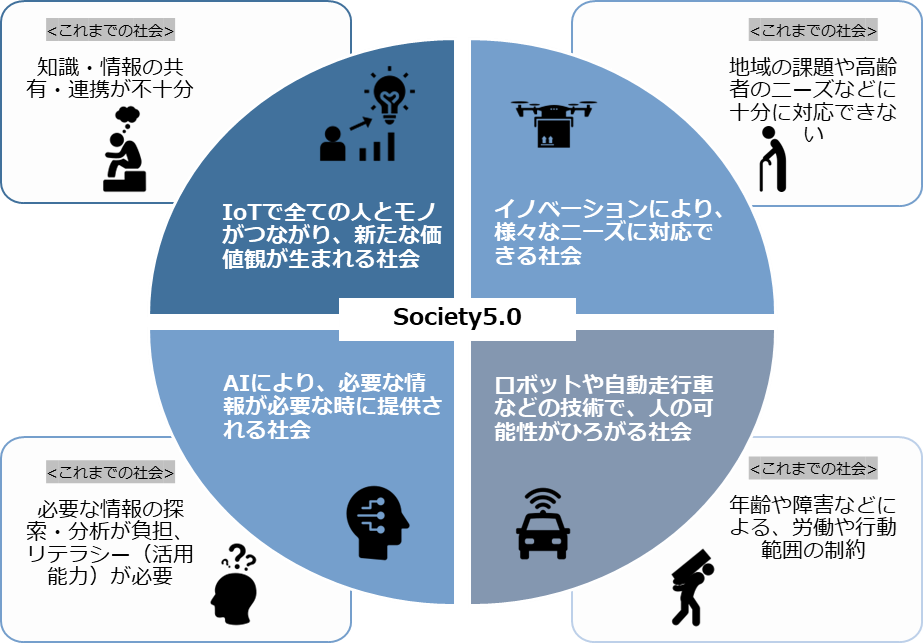 <これまでの社会>
知識・情報の共
有・連携が不十分
<これまでの社会>
地域の課題や高齢
者のニーズなどに
十分に対応できな
い
IoTで全ての人とモノ
がつながり、新たな価
値観が生まれる社会
イノベーションにより、
様々なニーズに対応で
きる社会
Society5.0
AIにより、必要な情
報が必要な時に提供さ
れる社会
ロボットや自動走行車
などの技術で、人の可
能性がひろがる社会
<これまでの社会>
必要な情報の探
索・分析が負担、
リテラシー（活用
能力）が必要
<これまでの社会>
年齢や障害などに
よる、労働や行動
範囲の制約